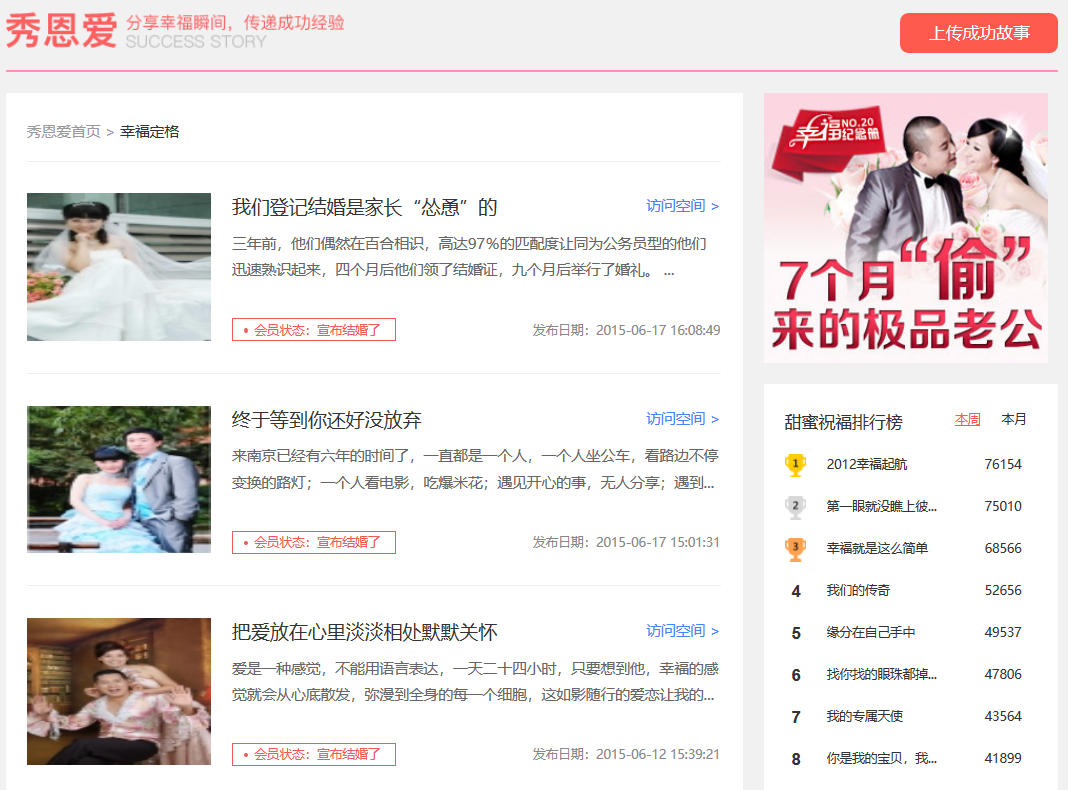 秀恩爱 分享幸福瞬间，传递成功经验
SUCCESS STORY
上传成功故事
秀恩爱首页 > 幸福定格
我们登记结婚是家长“怂恿”的
访问空间 >
三年前，他们偶然在百合相识，高达97%的匹配度让同为公务员型的他们
迅速熟识起来，四个月后他们领了结婚证，九个月后举行了婚礼。 ...
• 会员状态：宣布结婚了
发布日期：2015-06-17 16:08:49
终于等到你还好没放弃
访问空间 >
来南京已经有六年的时间了，一直都是一个人，一个人坐公车，看路边不停
变换的路灯；一个人看电影，吃爆米花；遇见开心的事，无人分享；遇到...
• 会员状态：宣布结婚了
发布日期：2015-06-17 15:01:31
把爱放在心里淡淡相处默默关怀
访问空间 >
爱是一种感觉，不能用语言表达，一天二十四小时，只要想到他，幸福的感
觉就会从心底散发，弥漫到全身的每一个细胞，这如影随行的爱恋让我的...
• 会员状态：宣布结婚了
发布日期：2015-06-12 15:39:21
幸福NO.20
纪念册
7个月“偷”
来的极品老公
甜蜜祝福排行榜 本周 本月
1 2012幸福起航 76154
2 第一眼就没瞧上彼... 75010
3 幸福就是这么简单 68566
4 我们的传奇 52656
5 缘分在自己手中 49537
6 找你找的眼珠都掉... 47806
7 我的专属天使 43564
8 你是我的宝贝，我... 41899